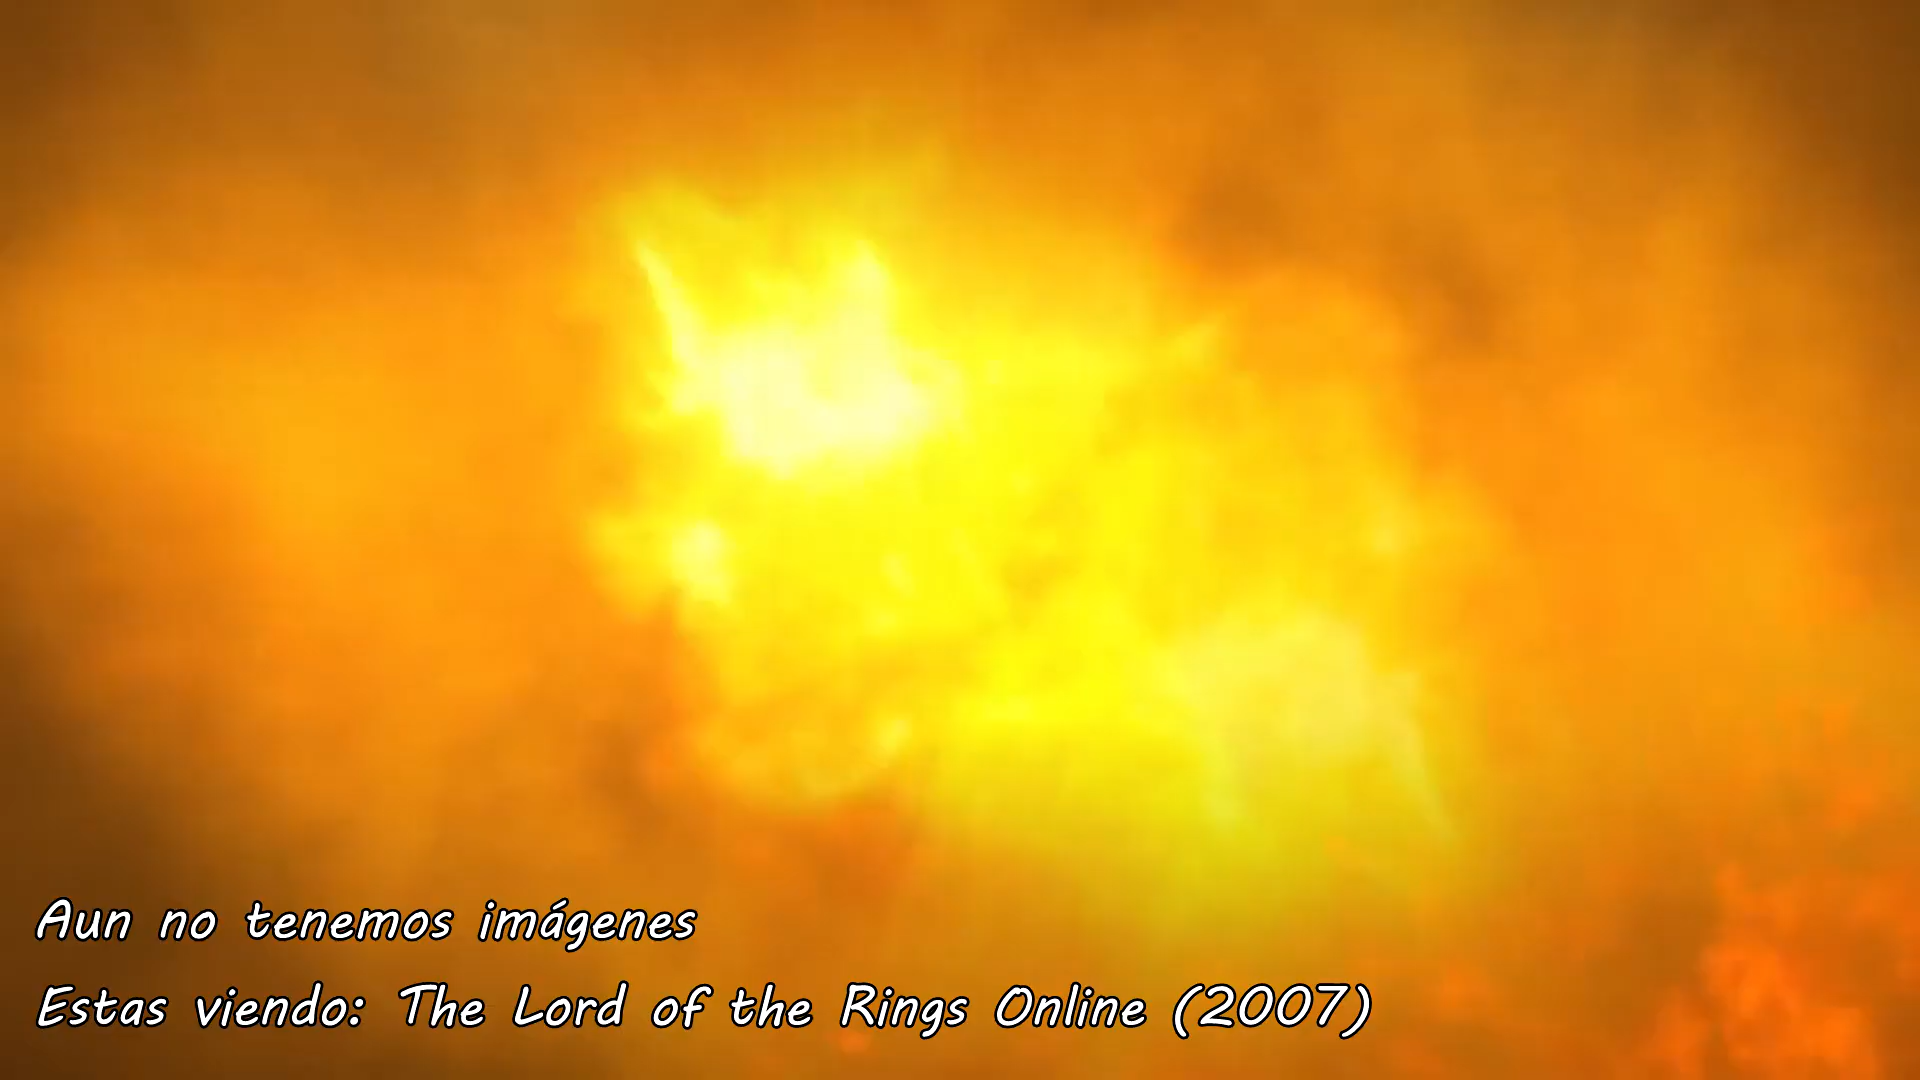 Aun no tenemos imágenes
Estas viendo: The Lord of the Rings Online (2007)